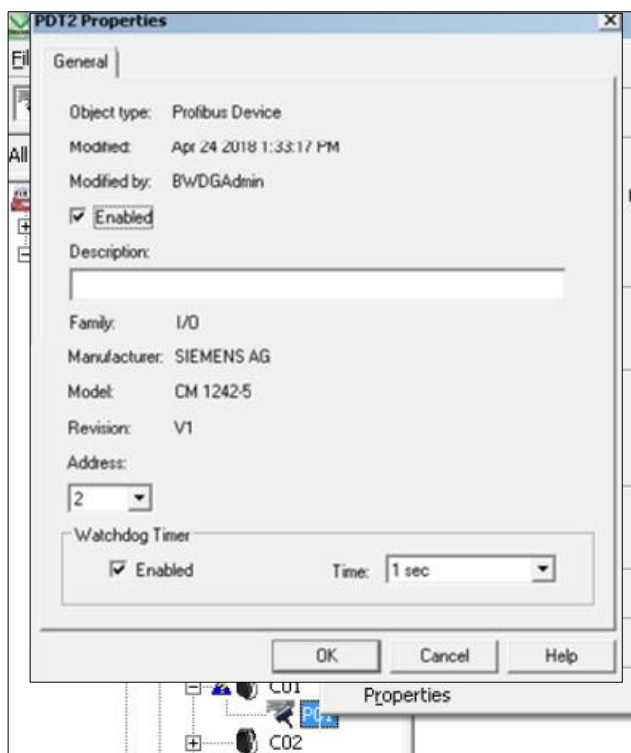 PDT2 Properties
Fil
General
Object type: Profibus Device
Modified: Apr 24 2018 1:33:17 PM
All
Modified by: BWDGAdmin
Enabled
Description:
Family: I/O
Manufacturer: SIEMENS AG
Model: CM 1242-5
Revision: V1
Address:
2
Watchdog Timer
Enabled Time: 1 sec
OK Cancel Help
C01
Properties
P01
C02